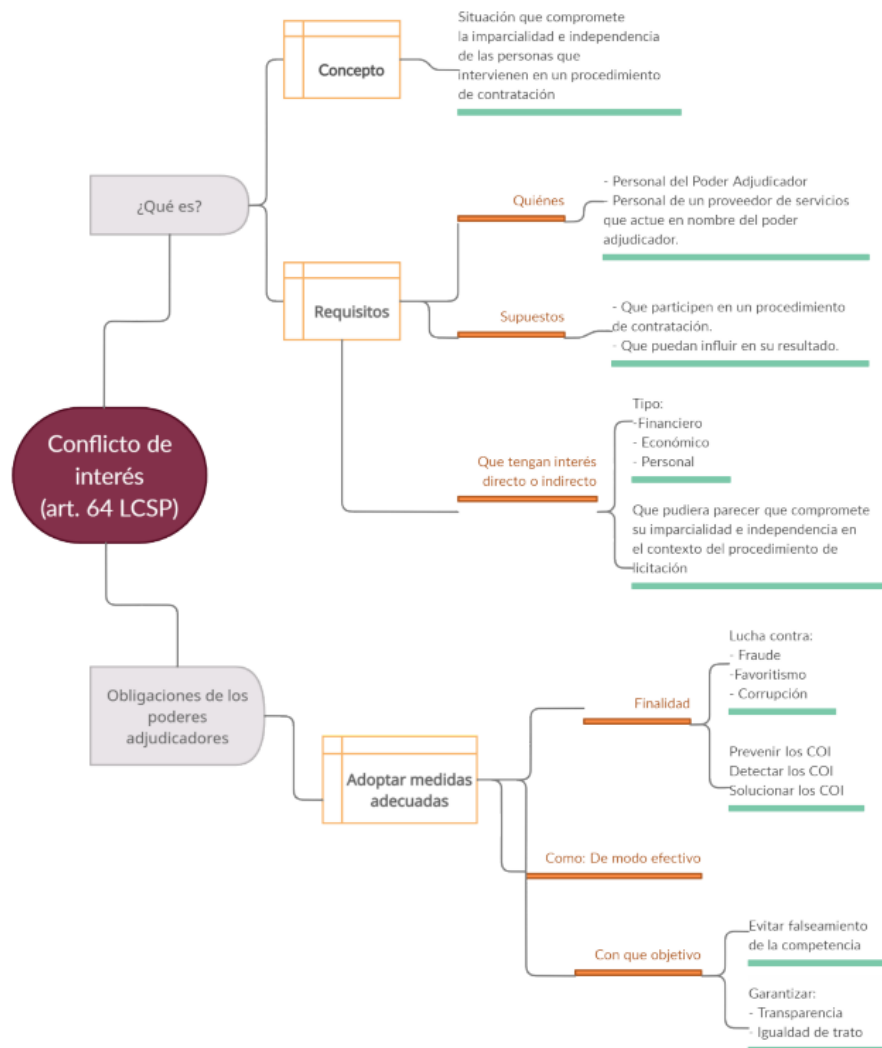 Situación que compromete
la imparcialidad e independencia
de las personas que
intervienen en un procedimiento
de contratación
Concepto
¿Qué es?
- Personal del Poder Adjudicador
- Personal de un proveedor de servicios
que actue en nombre del poder
adjudicador.
Quiénes
Requisitos
Supuestos
- Que participen en un procedimiento
de contratación.
- Que puedan influir en su resultado.
Conflicto de
interés
(art. 64 LCSP)
Que tengan interés
directo o indirecto
Tipo:
-Financiero
- Económico
- Personal
Que pudiera parecer que compromete
su imparcialidad e independencia en
el contexto del procedimiento de
licitación
Obligaciones de los
poderes
adjudicadores
Adoptar medidas
adecuadas
Finalidad
Lucha contra:
- Fraude
-Favoritismo
- Corrupción
Prevenir los COI
Detectar los COI
Solucionar los COI
Como: De modo efectivo
Con que objetivo
Evitar falseamiento
de la competencia
Garantizar:
- Transparencia
- Igualdad de trato